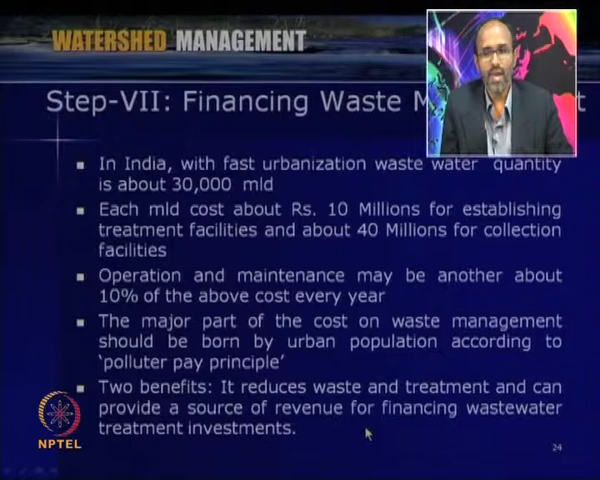 WATERSHED MANAGEMENT
Step-VII: Financing Waste M t
In India, with fast urbanization waste water quantity
is about 30,000 mld
Each mld cost about Rs. 10 Millions for establishing
treatment facilities and about 40 Millions for collection
facilities
Operation and maintenance may be another about
10% of the above cost every year
The major part of the cost on waste management
should be born by urban population according to
‘polluter pay principle’
Two benefits: It reduces waste and treatment and can
provide a source of revenue for financing wastewater
treatment investments.
NPTEL
24